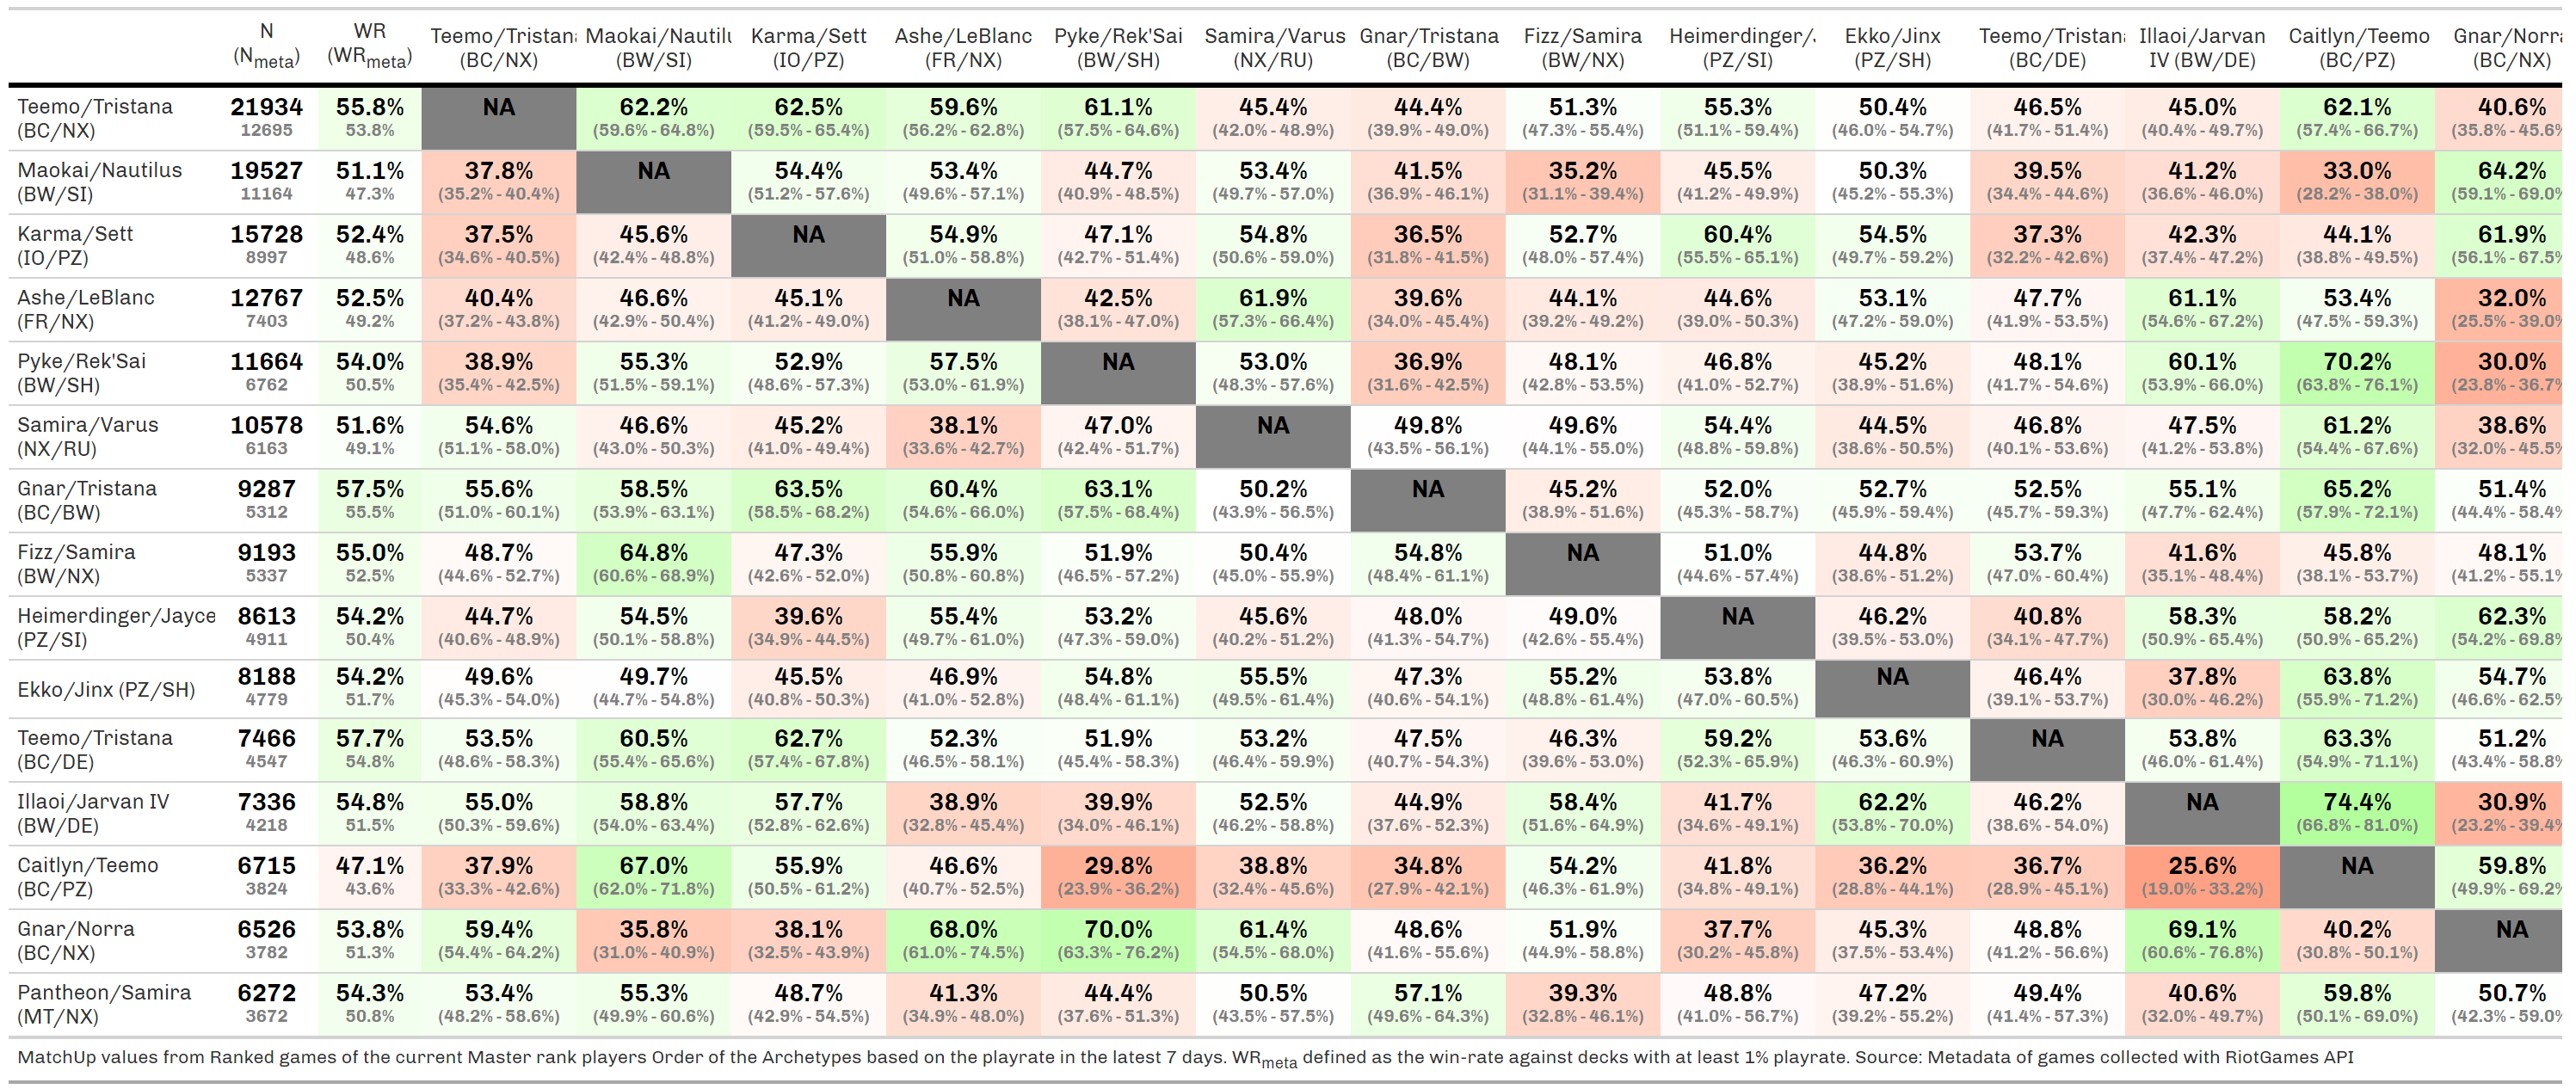 N WR Teemo/Tristana Maokai/Nautilu Karma/Sett Ashe/LeBlanc Pyke/Rek'Sai Samira/Varus Gnar/Tristana Fizz/Samira Heimerdinger/J Ekko/Jinx Teemo/Tristana Illaoi/Jarvan Caitlyn/Teemo Gnar/Norra
(Nmeta) (WRmeta) (BC/NX) (BW/SI) (IO/PZ) (FR/NX) (BW/SH) (NX/RU) (BC/BW) (BW/NX) (PZ/SI) (PZ/SH) (BC/DE) IV (BW/DE) (BC/PZ) (BC/NX)
Teemo/Tristana 21934 55.8% NA 62.2% 62.5% 59.6% 61.1% 45.4% 44.4% 51.3% 55.3% 50.4% 46.5% 45.0% 62.1% 40.6%
(BC/NX) 12695 53.8% (59.6% - 64.8%) (59.5% - 65.4%) (56.2% - 62.8%) (57.5% - 64.6%) (42.0% - 48.9%) (39.9% - 49.0%) (47.3% - 55.4%) (51.1% - 59.4%) (46.0% - 54.7%) (41.7% - 51.4%) (40.4% - 49.7%) (57.4% - 66.7%) (35.8% - 45.6%
Maokai/Nautilus 19527 51.1% 37.8% NA 54.4% 53.4% 44.7% 53.4% 41.5% 35.2% 45.5% 50.3% 39.5% 41.2% 33.0% 64.2%
(BW/SI) 11164 47.3% (35.2% - 40.4%) (51.2% - 57.6%) (49.6% - 57.1%) (40.9% - 48.5%) (49.7% - 57.0%) (36.9% - 46.1%) (31.1% - 39.4%) (41.2% - 49.9%) (45.2% - 55.3%) (34.4% - 44.6%) (36.6% - 46.0%) (28.2% - 38.0%) (59.1% - 69.0%
Karma/Sett 15728 52.4% 37.5% 45.6% NA 54.9% 47.1% 54.8% 36.5% 52.7% 60.4% 54.5% 37.3% 42.3% 44.1% 61.9%
(IO/PZ) 8997 48.6% (34.6% - 40.5%) (42.4% - 48.8%) (51.0% - 58.8%) (42.7% - 51.4%) (50.6% - 59.0%) (31.8% - 41.5%) (48.0% - 57.4%) (55.5% - 65.1%) (49.7% - 59.2%) (32.2% - 42.6%) (37.4% - 47.2%) (38.8% - 49.5%) (56.1% - 67.5%
Ashe/LeBlanc 12767 52.5% 40.4% 46.6% 45.1% NA 42.5% 61.9% 39.6% 44.1% 44.6% 53.1% 47.7% 61.1% 53.4% 32.0%
(FR/NX) 7403 49.2% (37.2% - 43.8%) (42.9% - 50.4%) (41.2% - 49.0%) (38.1% - 47.0%) (57.3% - 66.4%) (34.0% - 45.4%) (39.2% - 49.2%) (39.0% - 50.3%) (47.2% - 59.0%) (41.9% - 53.5%) (54.6% - 67.2%) (47.5% - 59.3%) (25.5% - 39.0%
Pyke/Rek'Sai 11664 54.0% 38.9% 55.3% 52.9% 57.5% NA 53.0% 36.9% 48.1% 46.8% 45.2% 48.1% 60.1% 70.2% 30.0%
(BW/SH) 6762 50.5% (35.4% - 42.5%) (51.5% - 59.1%) (48.6% - 57.3%) (53.0% - 61.9%) (48.3% - 57.6%) (31.6% - 42.5%) (42.8% - 53.5%) (41.0% - 52.7%) (38.9% - 51.6%) (41.7% - 54.6%) (53.9% - 66.0%) (63.8% - 76.1%) (23.8% - 36.7%
Samira/Varus 10578 51.6% 54.6% 46.6% 45.2% 38.1% 47.0% NA 49.8% 49.6% 54.4% 44.5% 46.8% 47.5% 61.2% 38.6%
(NX/RU) 6163 49.1% (51.1% - 58.0%) (43.0% - 50.3%) (41.0% - 49.4%) (33.6% - 42.7%) (42.4% - 51.7%) (43.5% - 56.1%) (44.1% - 55.0%) (48.8% - 59.8%) (38.6% - 50.5%) (40.1% - 53.6%) (41.2% - 53.8%) (54.4% - 67.6%) (32.0% - 45.5%
Gnar/Tristana 9287 57.5% 55.6% 58.5% 63.5% 60.4% 63.1% 50.2% NA 45.2% 52.0% 52.7% 52.5% 55.1% 65.2% 51.4%
(BC/BW) 5312 55.5% (51.0% - 60.1%) (53.9% - 63.1%) (58.5% - 68.2%) (54.6% - 66.0%) (57.5% - 68.4%) (43.9% - 56.5%) (38.9% - 51.6%) (45.3% - 58.7%) (45.9% - 59.4%) (45.7% - 59.3%) (47.7% - 62.4%) (57.9% - 72.1%) (44.4% - 58.4%
Fizz/Samira 9193 55.0% 48.7% 64.8% 47.3% 55.9% 51.9% 50.4% 54.8% NA 51.0% 44.8% 53.7% 41.6% 45.8% 48.1%
(BW/NX) 5337 52.5% (44.6% - 52.7%) (60.6% - 68.9%) (42.6% - 52.0%) (50.8% - 60.8%) (46.5% - 57.2%) (45.0% - 55.9%) (48.4% - 61.1%) (44.6% - 57.4%) (38.6% - 51.2%) (47.0% - 60.4%) (35.1% - 48.4%) (38.1% - 53.7%) (41.2% - 55.1%
Heimerdinger/Jayce 8613 54.2% 44.7% 54.5% 39.6% 55.4% 53.2% 45.6% 48.0% 49.0% NA 46.2% 40.8% 58.3% 58.2% 62.3%
(PZ/SI) 4911 50.4% (40.6% - 48.9%) (50.1% - 58.8%) (34.9% - 44.5%) (49.7% - 61.0%) (47.3% - 59.0%) (40.2% - 51.2%) (41.3% - 54.7%) (42.6% - 55.4%) (39.5% - 53.0%) (34.1% - 47.7%) (50.9% - 65.4%) (50.9% - 65.2%) (54.2% - 69.8%
Ekko/Jinx (PZ/SH) 8188 54.2% 49.6% 49.7% 45.5% 46.9% 54.8% 55.5% 47.3% 55.2% 53.8% NA 46.4% 37.8% 63.8% 54.7%
4779 51.7% (45.3% - 54.0%) (44.7% - 54.8%) (40.8% - 50.3%) (41.0% - 52.8%) (48.4% - 61.1%) (49.5% - 61.4%) (40.6% - 54.1%) (48.8% - 61.4%) (47.0% - 60.5%) (39.1% - 53.7%) (30.0% - 46.2%) (55.9% - 71.2%) (46.6% - 62.5%
Teemo/Tristana 7466 57.7% 53.5% 60.5% 62.7% 52.3% 51.9% 53.2% 47.5% 46.3% 59.2% 53.6% NA 53.8% 63.3% 51.2%
(BC/DE) 4547 54.8% (48.6% - 58.3%) (55.4% - 65.6%) (57.4% - 67.8%) (46.5% - 58.1%) (45.4% - 58.3%) (46.4% - 59.9%) (40.7% - 54.3%) (39.6% - 53.0%) (52.3% - 65.9%) (46.3% - 60.9%) (46.0% - 61.4%) (54.9% - 71.1%) (43.4% - 58.8%
Illaoi/Jarvan IV 7336 54.8% 55.0% 58.8% 57.7% 38.9% 39.9% 52.5% 44.9% 58.4% 41.7% 62.2% 46.2% NA 74.4% 30.9%
(BW/DE) 4218 51.5% (50.3% - 59.6%) (54.0% - 63.4%) (52.8% - 62.6%) (32.8% - 45.4%) (34.0% - 46.1%) (46.2% - 58.8%) (37.6% - 52.3%) (51.6% - 64.9%) (34.6% - 49.1%) (53.8% - 70.0%) (38.6% - 54.0%) (66.8% - 81.0%) (23.2% - 39.4%
Caitlyn/Teemo 6715 47.1% 37.9% 67.0% 55.9% 46.6% 29.8% 38.8% 34.8% 54.2% 41.8% 36.2% 36.7% 25.6% NA 59.8%
(BC/PZ) 3824 43.6% (33.3% - 42.6%) (62.0% - 71.8%) (50.5% - 61.2%) (40.7% - 52.5%) (23.9% - 36.2%) (32.4% - 45.6%) (27.9% - 42.1%) (46.3% - 61.9%) (34.8% - 49.1%) (28.8% - 44.1%) (28.9% - 45.1%) (19.0% - 33.2%) (49.9% - 69.2%
Gnar/Norra 6526 53.8% 59.4% 35.8% 38.1% 68.0% 70.0% 61.4% 48.6% 51.9% 37.7% 45.3% 48.8% 69.1% 40.2% NA
(BC/NX) 3782 51.3% (54.4% - 64.2%) (31.0% - 40.9%) (32.5% - 43.9%) (61.0% - 74.5%) (63.3% - 76.2%) (54.5% - 68.0%) (41.6% - 55.6%) (44.9% - 58.8%) (30.2% - 45.8%) (37.5% - 53.4%) (41.2% - 56.6%) (60.6% - 76.8%) (30.8% - 50.1%)
Pantheon/Samira 6272 54.3% 53.4% 55.3% 48.7% 41.3% 44.4% 50.5% 57.1% 39.3% 48.8% 47.2% 49.4% 40.6% 59.8% 50.7%
(MT/NX) 3672 50.8% (48.2% - 58.6%) (49.9% - 60.6%) (42.9% - 54.5%) (34.9% - 48.0%) (37.6% - 51.3%) (43.5% - 57.5%) (49.6% - 64.3%) (32.8% - 46.1%) (41.0% - 56.7%) (39.2% - 55.2%) (41.4% - 57.3%) (32.0% - 49.7%) (50.1% - 69.0%) (42.3% - 59.0%
MatchUp values from Ranked games of the current Master rank players Order of the Archetypes based on the playrate in the latest 7 days. WRmeta defined as the win-rate against decks with at least 1% playrate. Source: Metadata of games collected with RiotGames API